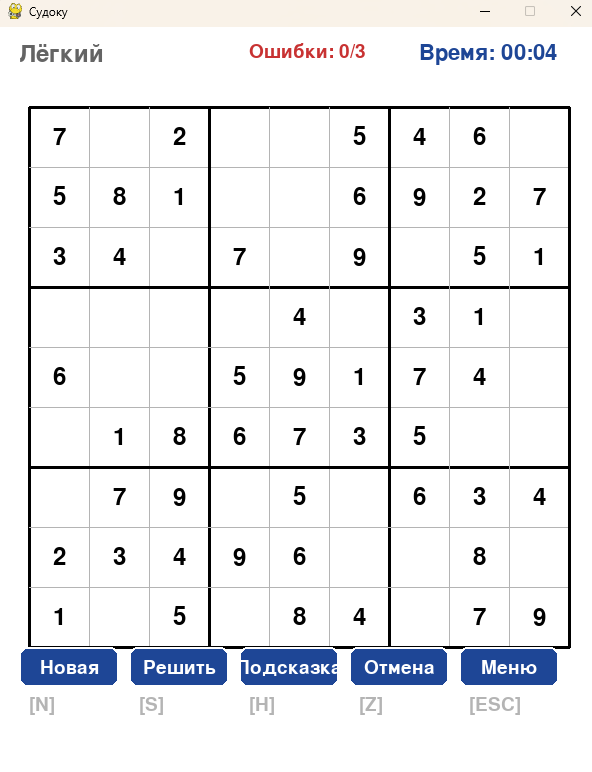 Судоку
Лёгкий Ошибки: 0/3 Время: 00:04
7 2 5 4 6
5 8 1 6 9 2 7
3 4 7 9 5 1
4 3 1
6 5 9 1 7 4
1 8 6 7 3 5
7 9 5 6 3 4
2 3 4 9 6 8
1 5 8 4 7 9
Новая Решить Подсказка Отмена Меню
[N] [S] [H] [Z] [ESC]